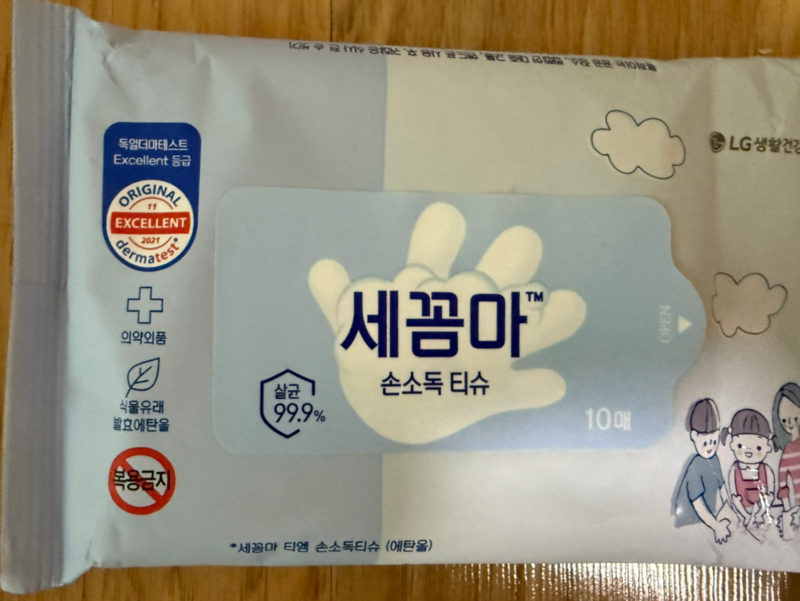 독일더마테스트
Excellent 등급
ORIGINAL
11
EXCELLENT
2021
dermatest®
의약외품
식물유래
발효에탄올
복용금지
LG생활건강
세꼼마™
손소독 티슈
살균
99.9%
10매
OPEN
*세꼼마 티엠 손소독티슈 (에탄올)